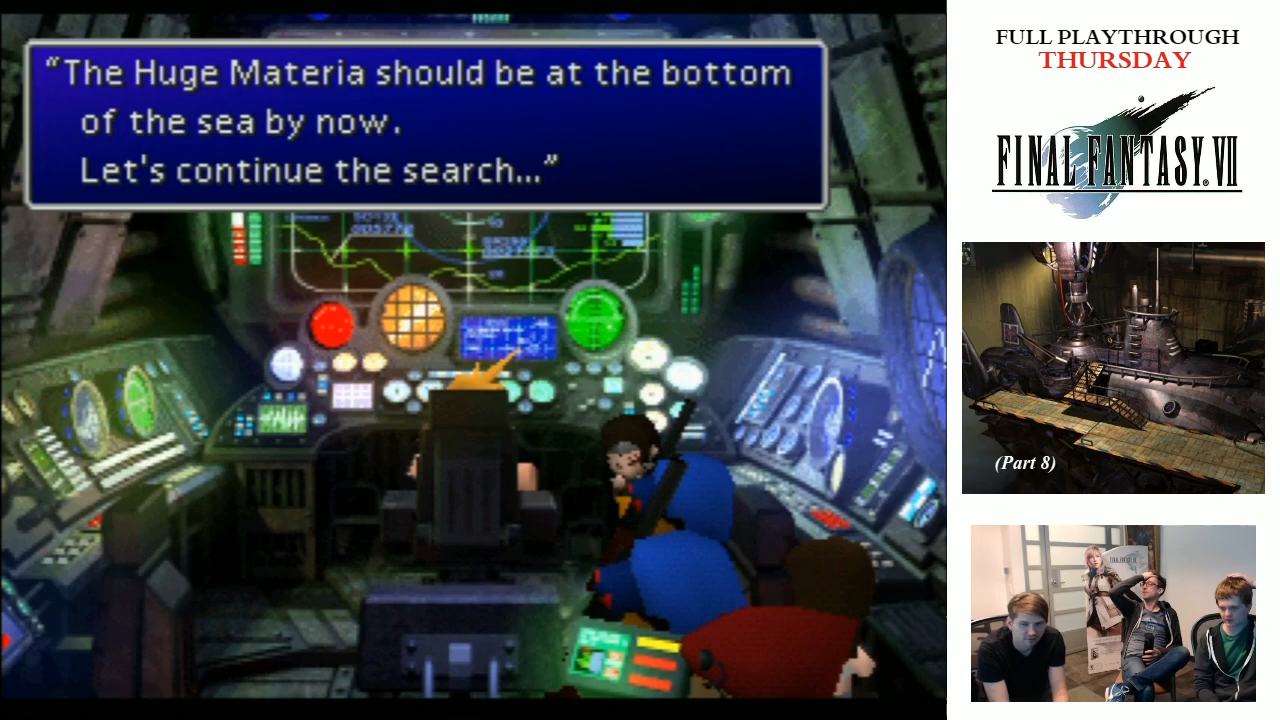 “The Huge Materia should be at the bottom
of the sea by now.
Let's continue the search...”
FULL PLAYTHROUGH
THURSDAY
FINAL FANTASY. VII
(Part 8)